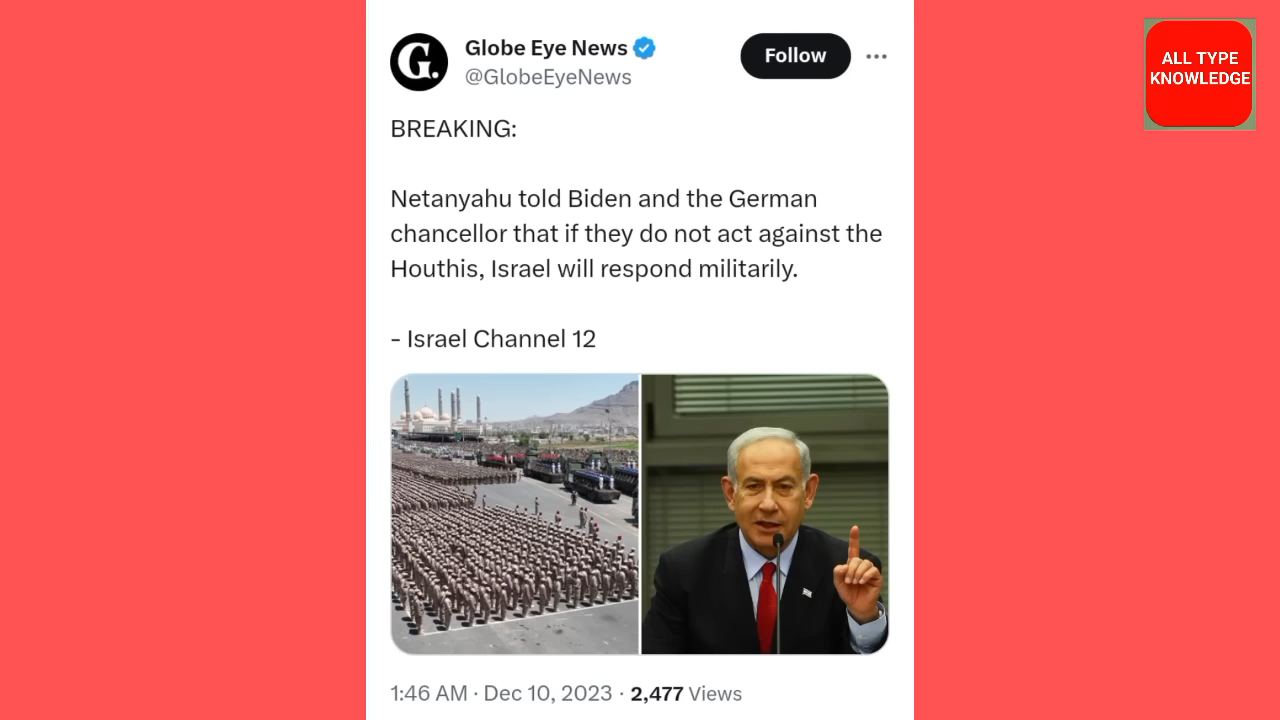 Globe Eye News
@GlobeEyeNews
Follow
ALL TYPE
KNOWLEDGE
BREAKING:
Netanyahu told Biden and the German
chancellor that if they do not act against the
Houthis, Israel will respond militarily.
- Israel Channel 12
1:46 AM · Dec 10, 2023 · 2,477 Views